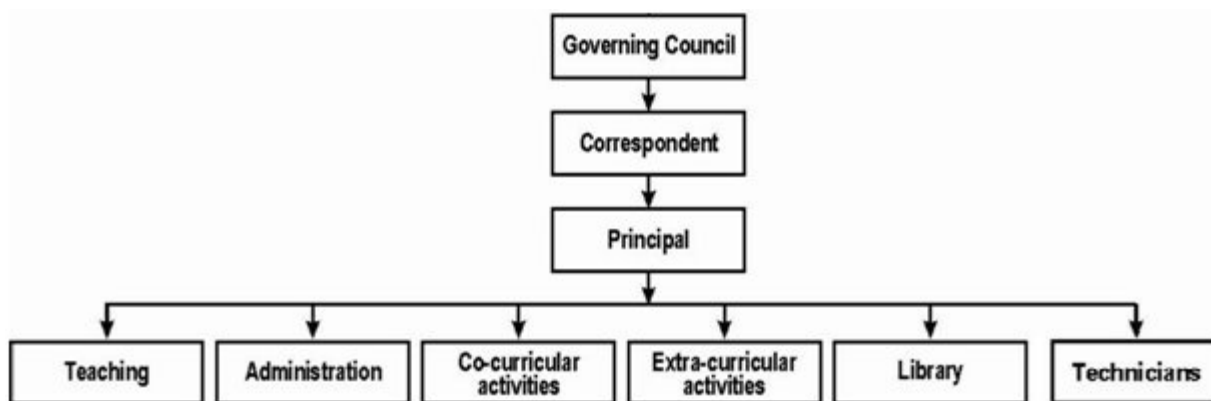 Governing Council
Correspondent
Principal
Teaching
Administration
Co-curricular
activities
Extra-curricular
activities
Library
Technicians